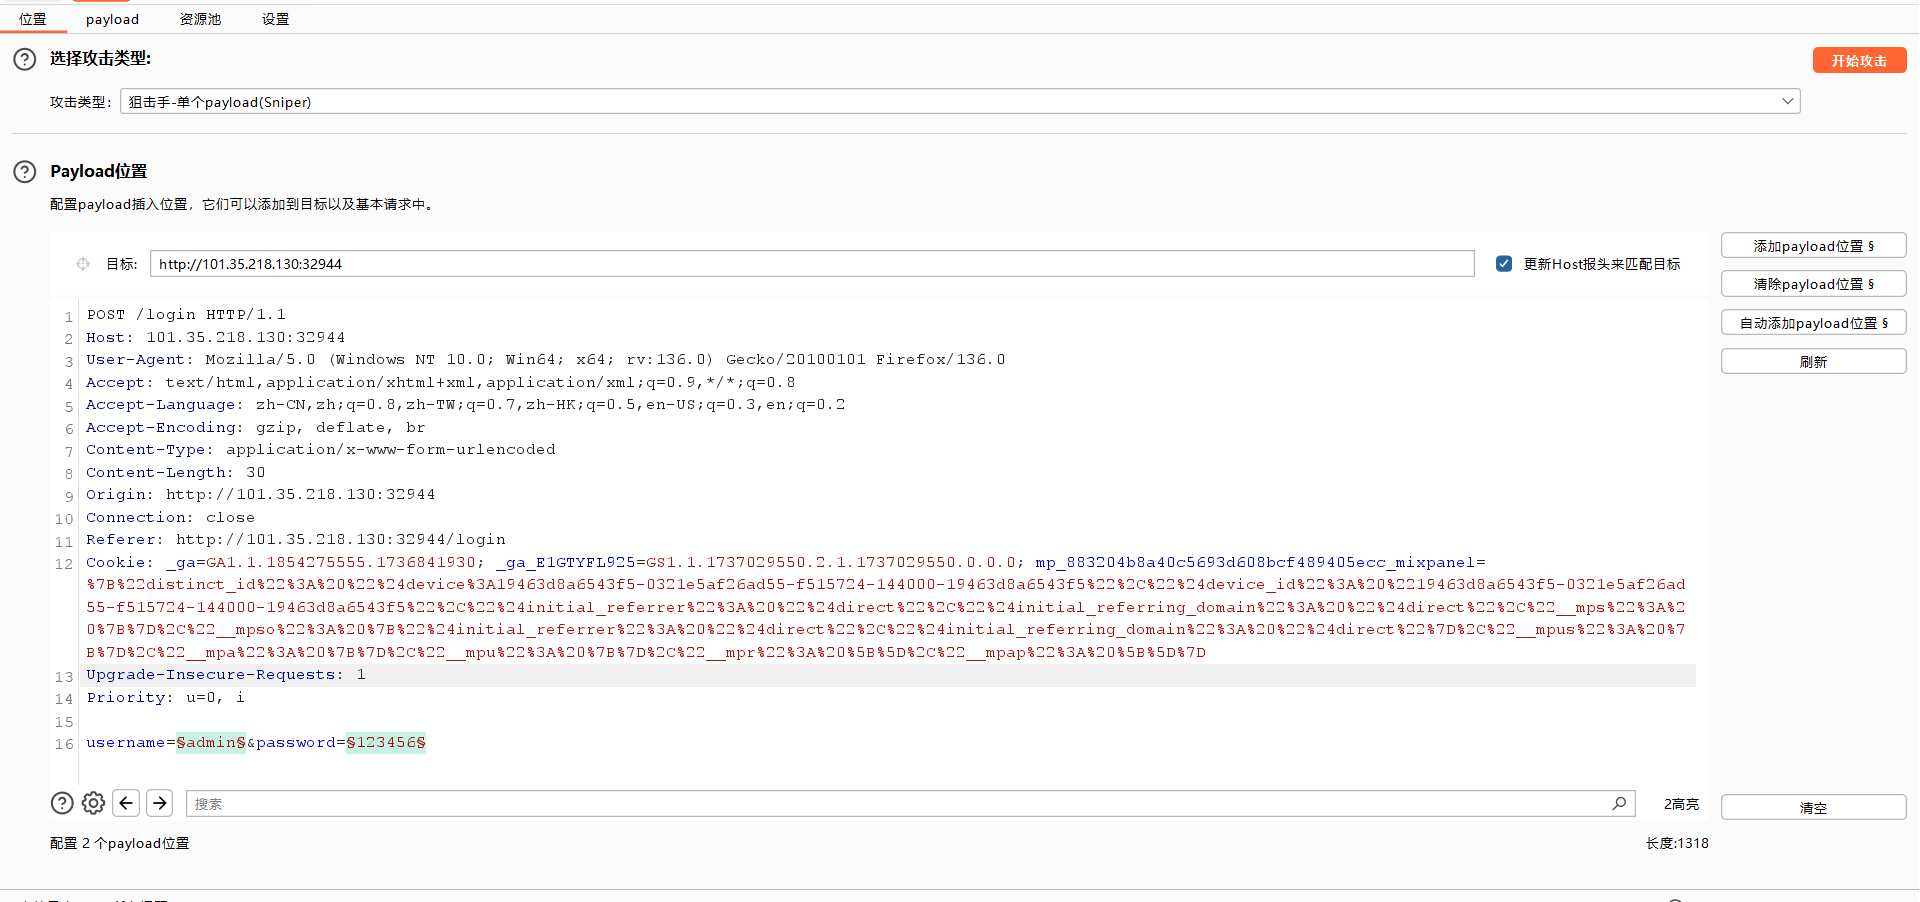 位置 payload 资源池 设置
选择攻击类型:
开始攻击
攻击类型: 狙击手-单个payload(Sniper)
Payload位置
配置payload插入位置，它们可以添加到目标以及基本请求中。
目标: http://101.35.218.130:32944 更新Host报头来匹配目标
添加payload位置 §
清除payload位置 §
自动添加payload位置 §
刷新
1 POST /login HTTP/1.1
2 Host: 101.35.218.130:32944
3 User-Agent: Mozilla/5.0 (Windows NT 10.0; Win64; x64; rv:136.0) Gecko/20100101 Firefox/136.0
4 Accept: text/html,application/xhtml+xml,application/xml;q=0.9,*/*;q=0.8
5 Accept-Language: zh-CN,zh;q=0.8,zh-TW;q=0.7,zh-HK;q=0.5,en-US;q=0.3,en;q=0.2
6 Accept-Encoding: gzip, deflate, br
7 Content-Type: application/x-www-form-urlencoded
8 Content-Length: 30
9 Origin: http://101.35.218.130:32944
10 Connection: close
11 Referer: http://101.35.218.130:32944/login
12 Cookie: _ga=GA1.1.1854275555.1736841930; _ga_E1GTYFL925=GS1.1.1737029550.2.1.1737029550.0.0.0; mp_883204b8a40c5693d608bcf489405ecc_mixpanel=
%7B%22distinct_id%22%3A%20%22%24device%3A19463d8a6543f5-0321e5af26ad55-f515724-144000-19463d8a6543f5%22%2C%22%24device_id%22%3A%20%2219463d8a6543f5-0321e5af26ad
55-f515724-144000-19463d8a6543f5%22%2C%22%24initial_referrer%22%3A%20%22%24direct%22%2C%22%24initial_referring_domain%22%3A%20%22%24direct%22%2C%22__mps%22%3A%2
0%7B%7D%2C%22__mpso%22%3A%20%7B%22%24initial_referrer%22%3A%20%22%24direct%22%2C%22%24initial_referring_domain%22%3A%20%22%24direct%22%7D%2C%22__mpus%22%3A%20%7
B%7D%2C%22__mpa%22%3A%20%7B%7D%2C%22__mpu%22%3A%20%7B%7D%2C%22__mpr%22%3A%20%5B%5D%2C%22__mpap%22%3A%20%5B%5D%7D
13 Upgrade-Insecure-Requests: 1
14 Priority: u=0, i
15
16 username=§admin§&password=§123456§
搜索 2高亮
清空
配置 2 个payload位置 长度:1318